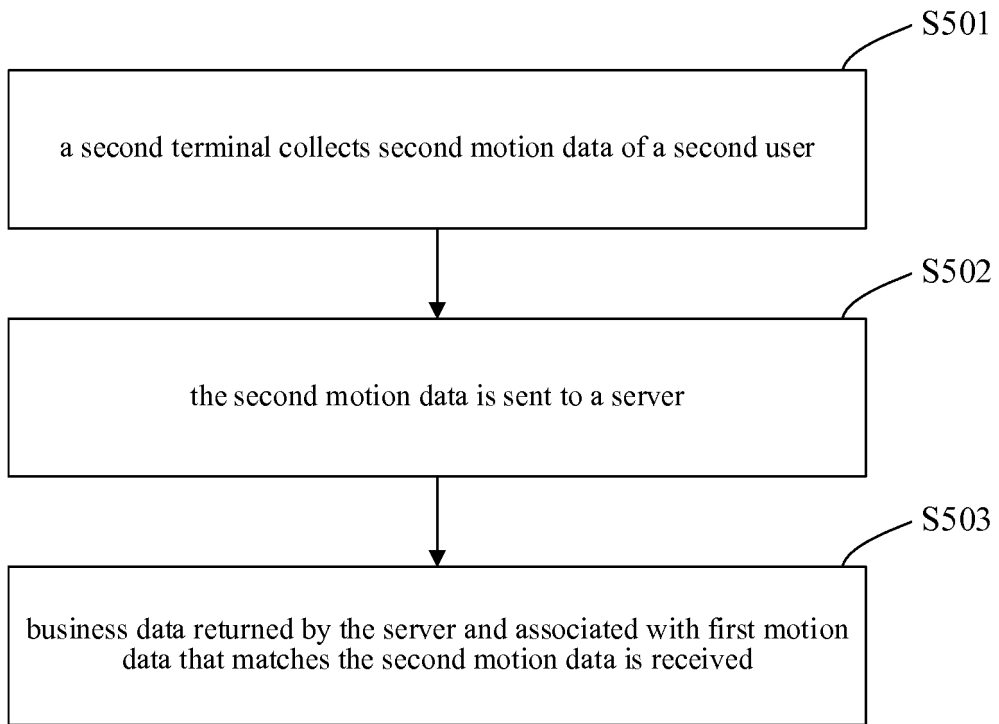 S501
a second terminal collects second motion data of a second user
S502
the second motion data is sent to a server
S503
business data returned by the server and associated with first motion
data that matches the second motion data is received